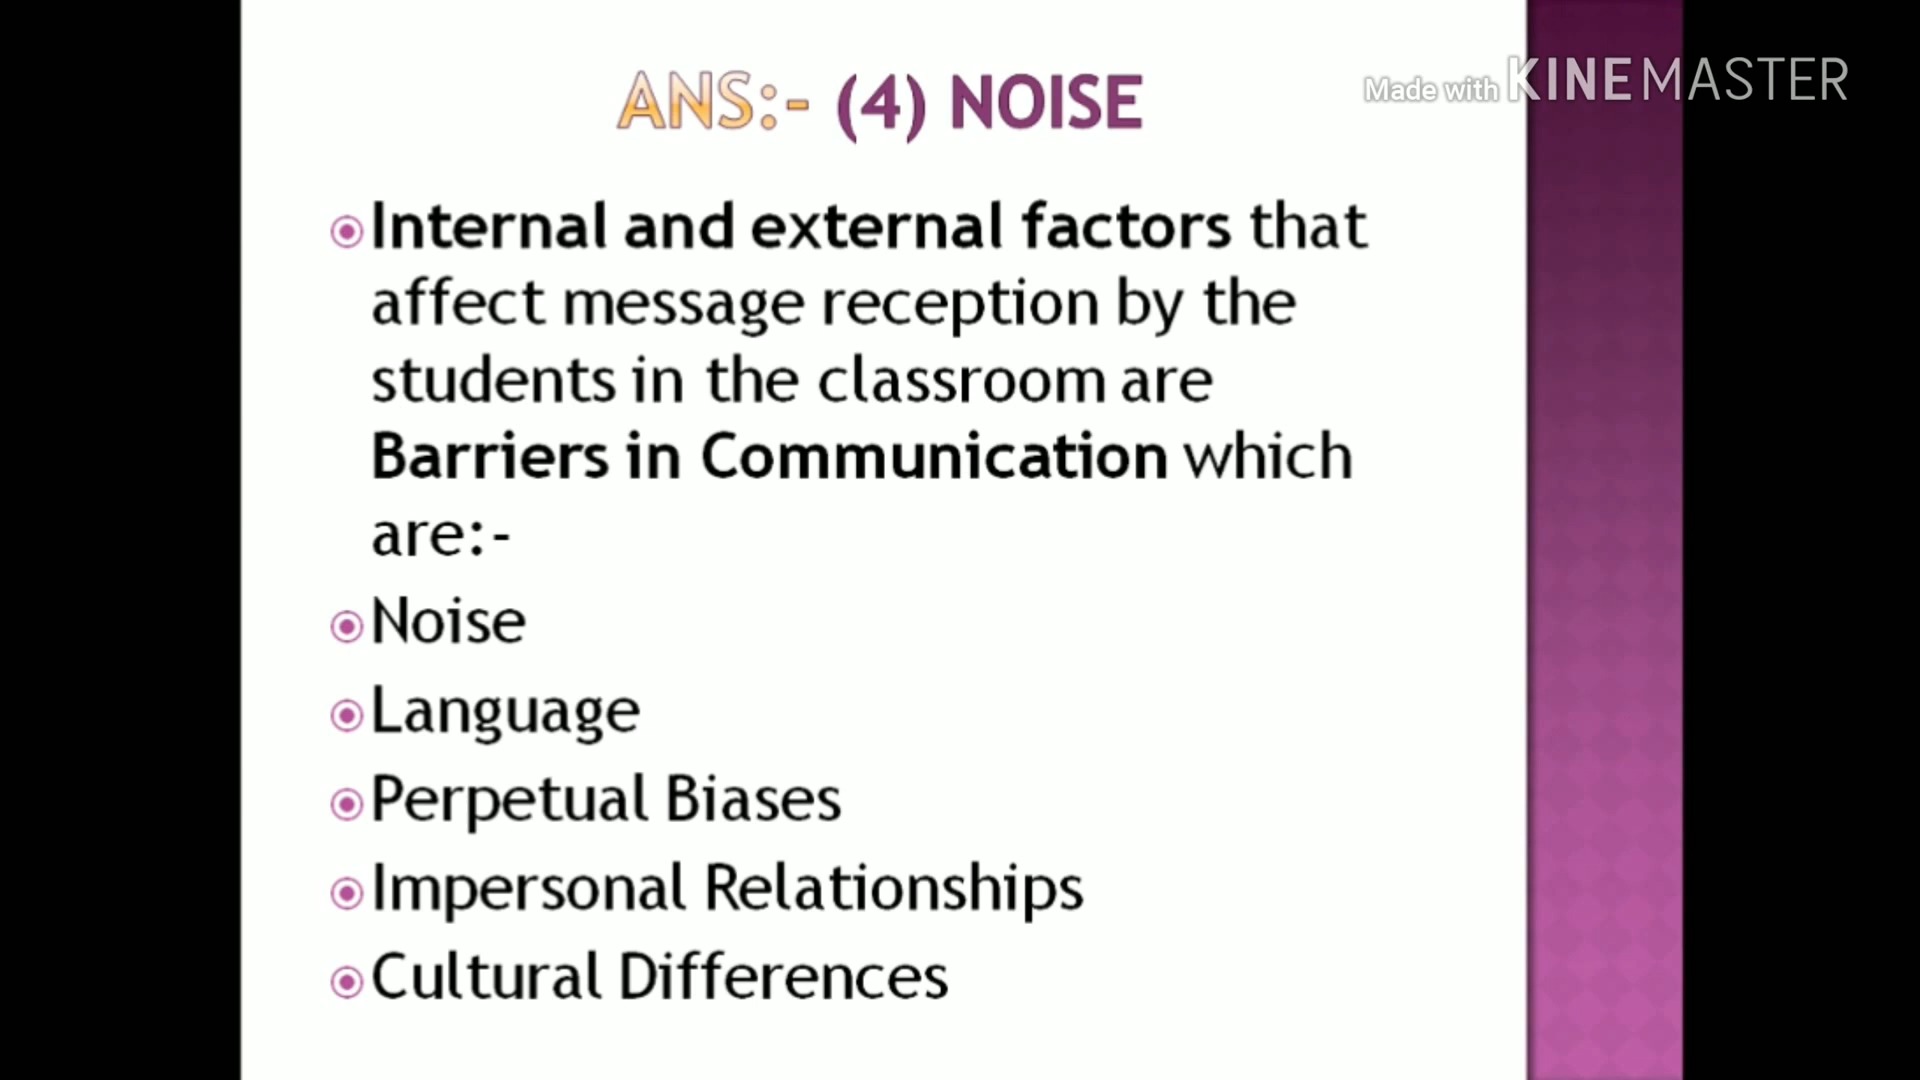 ANS:- (4) NOISE
Made with KINEMASTER
Internal and external factors that
affect message reception by the
students in the classroom are
Barriers in Communication which
are:-
Noise
Language
Perpetual Biases
Impersonal Relationships
Cultural Differences